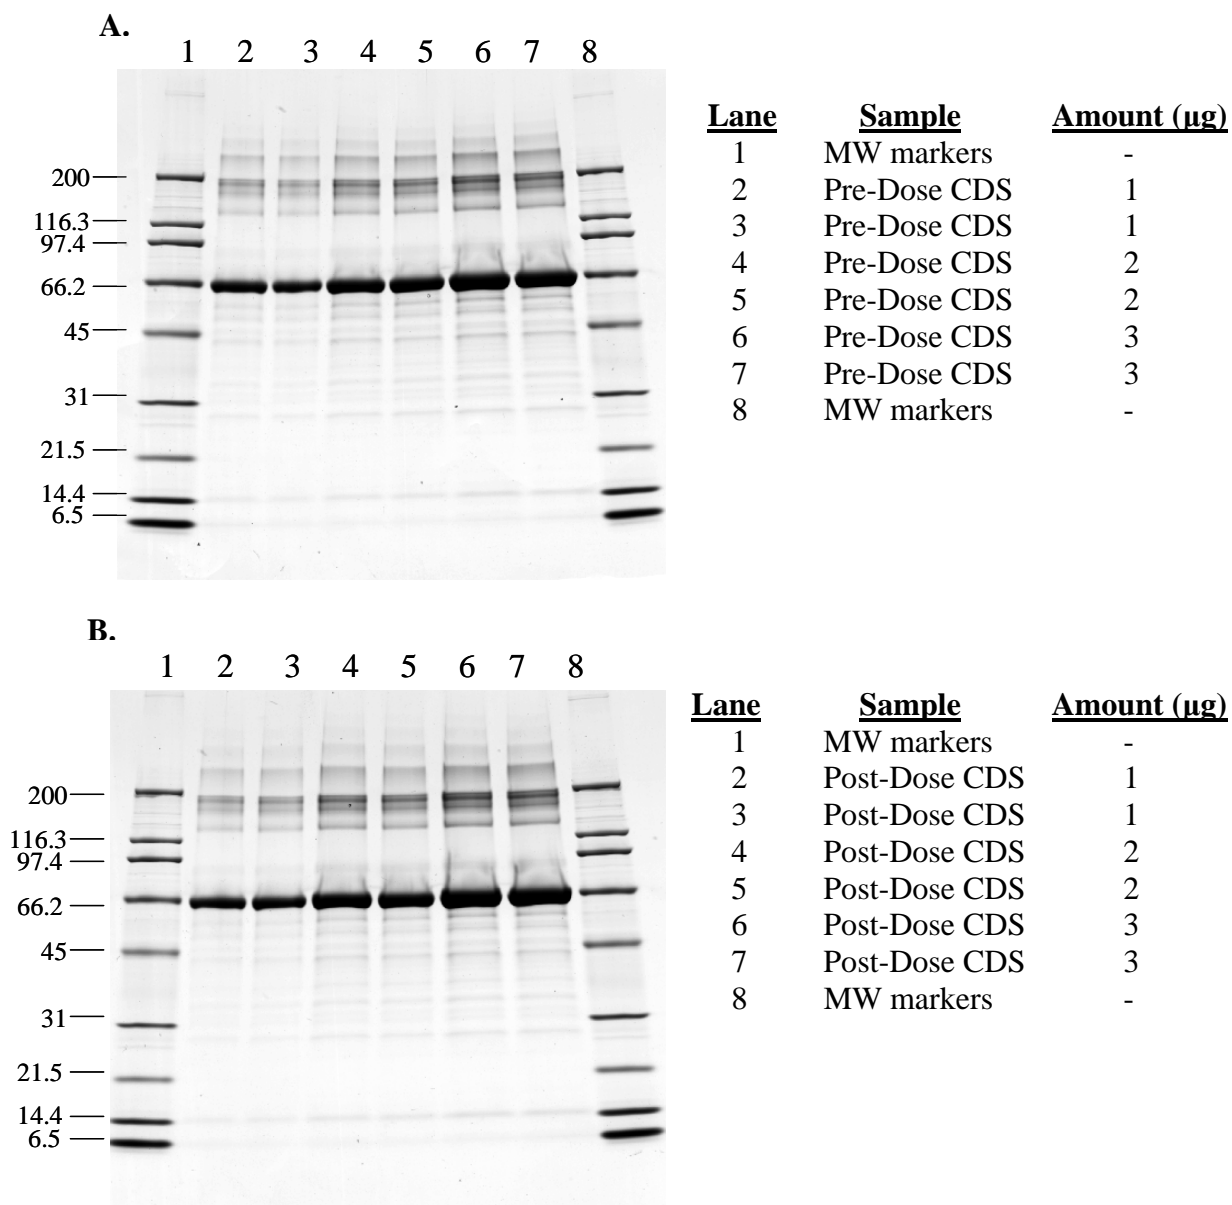 A.
1 2 3 4 5 6 7 8
200
116.3
97.4
66.2
45
31
21.5
14.4
6.5
Lane Sample Amount (µg)
1 MW markers -
2 Pre-Dose CDS 1
3 Pre-Dose CDS 1
4 Pre-Dose CDS 2
5 Pre-Dose CDS 2
6 Pre-Dose CDS 3
7 Pre-Dose CDS 3
8 MW markers -
B.
1 2 3 4 5 6 7 8
200
116.3
97.4
66.2
45
31
21.5
14.4
6.5
Lane Sample Amount (µg)
1 MW markers -
2 Post-Dose CDS 1
3 Post-Dose CDS 1
4 Post-Dose CDS 2
5 Post-Dose CDS 2
6 Post-Dose CDS 3
7 Post-Dose CDS 3
8 MW markers -